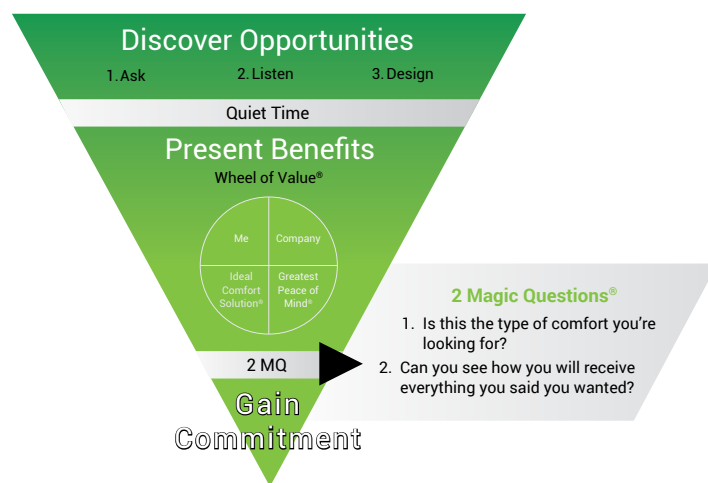 Discover Opportunities
1. Ask 2. Listen 3. Design
Quiet Time
Present Benefits
Wheel of Value®
Me
Company
Ideal
Comfort
Solution®
Greatest
Peace of
Mind®
2 MQ
2 Magic Questions®
1. Is this the type of comfort you’re
looking for?
2. Can you see how you will receive
everything you said you wanted?
Gain
Commitment